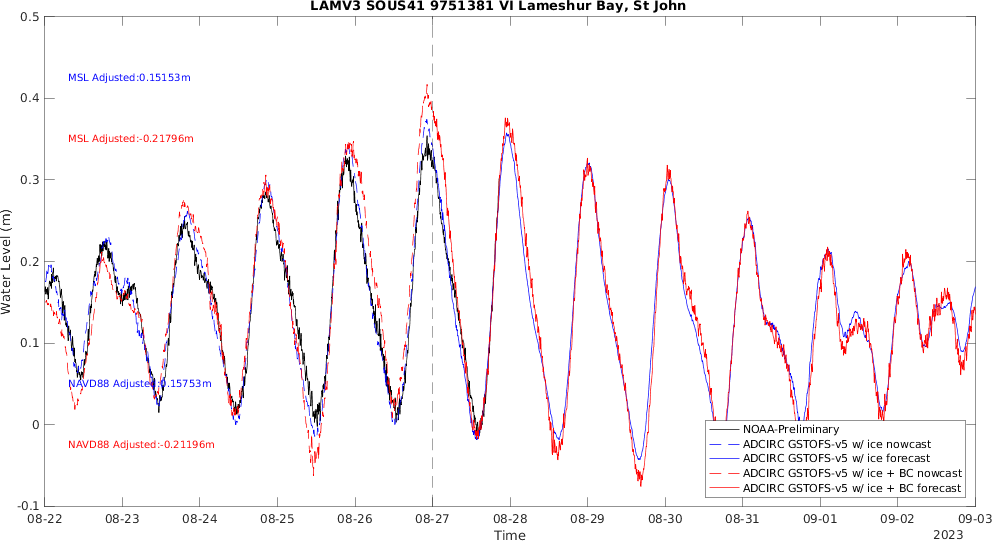 LAMV3 SOUS41 9751381 VI Lameshur Bay, St John
0.5
0.4
0.3
0.2
0.1
0
-0.1
Water Level (m)
MSL Adjusted:0.15153m
MSL Adjusted:-0.21796m
NAVD88 Adjusted:0.15753m
NAVD88 Adjusted:-0.21196m
NOAA-Preliminary
ADCIRC GSTOFS-v5 w/ ice nowcast
ADCIRC GSTOFS-v5 w/ ice forecast
ADCIRC GSTOFS-v5 w/ ice + BC nowcast
ADCIRC GSTOFS-v5 w/ ice + BC forecast
08-22 08-23 08-24 08-25 08-26 08-27 08-28 08-29 08-30 08-31 09-01 09-02 09-03
Time
2023